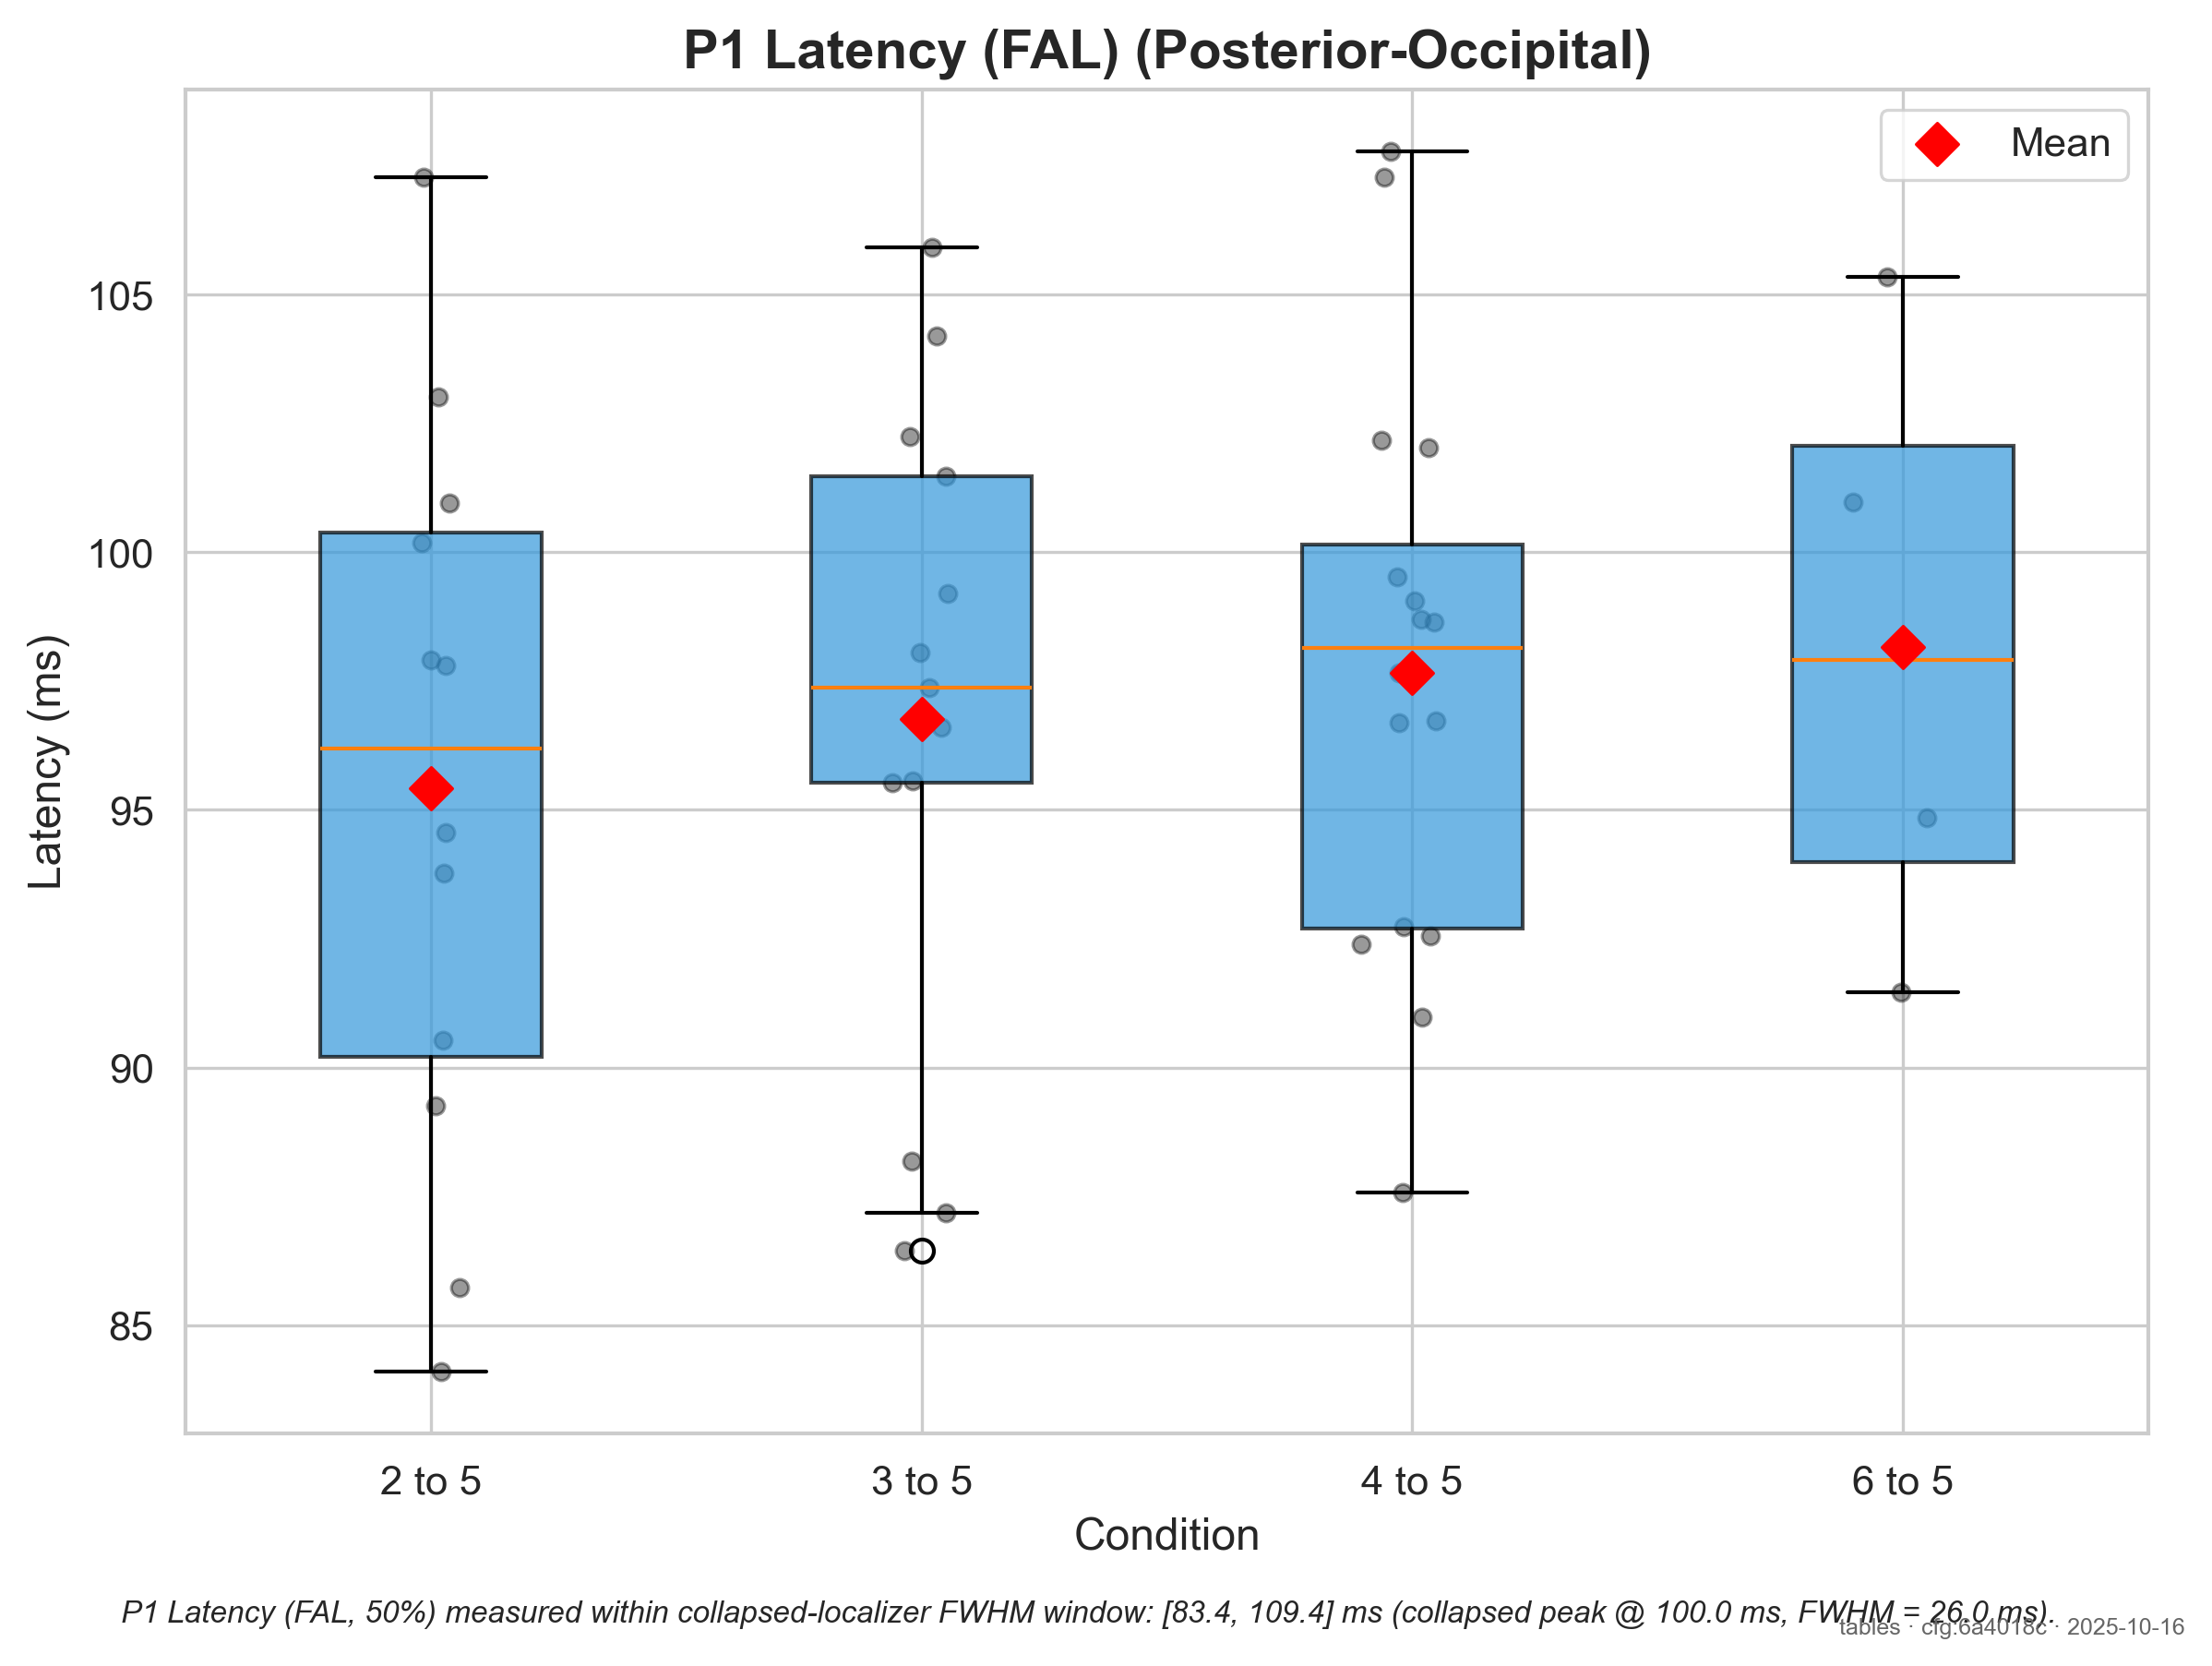 P1 Latency (FAL) (Posterior-Occipital)
Mean
Latency (ms)
105
100
95
90
85
2 to 5
3 to 5
4 to 5
6 to 5
Condition
P1 Latency (FAL, 50%) measured within collapsed-localizer FWHM window: [83.4, 109.4] ms (collapsed peak @ 100.0 ms, FWHM = 26.0 ms).
tables · cfg:6a4018c · 2025-10-16